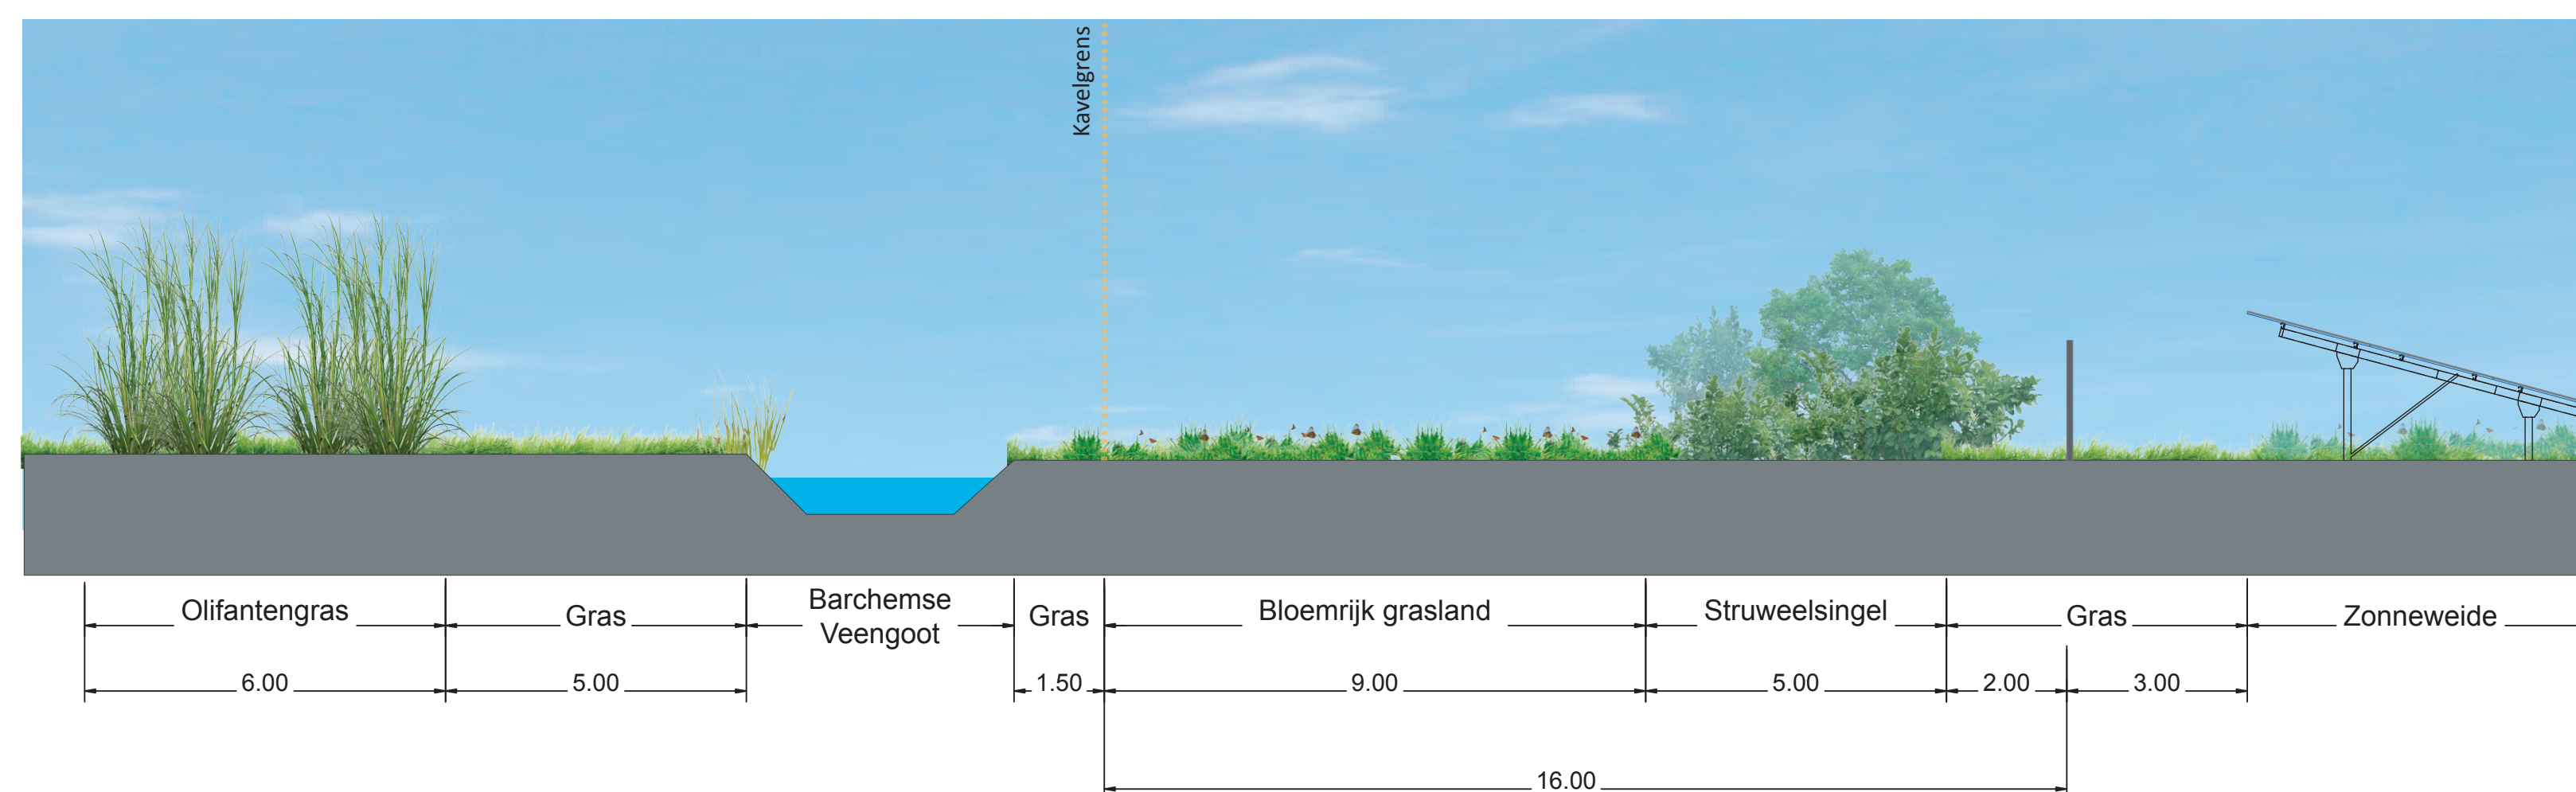 Kavelgrens
Olifantengras
Gras
Barchemse
Veengoot
Gras
Bloemrijk grasland
Struweelsingel
Gras
Zonneweide
6.00
5.00
1.50
9.00
5.00
2.00
3.00
16.00